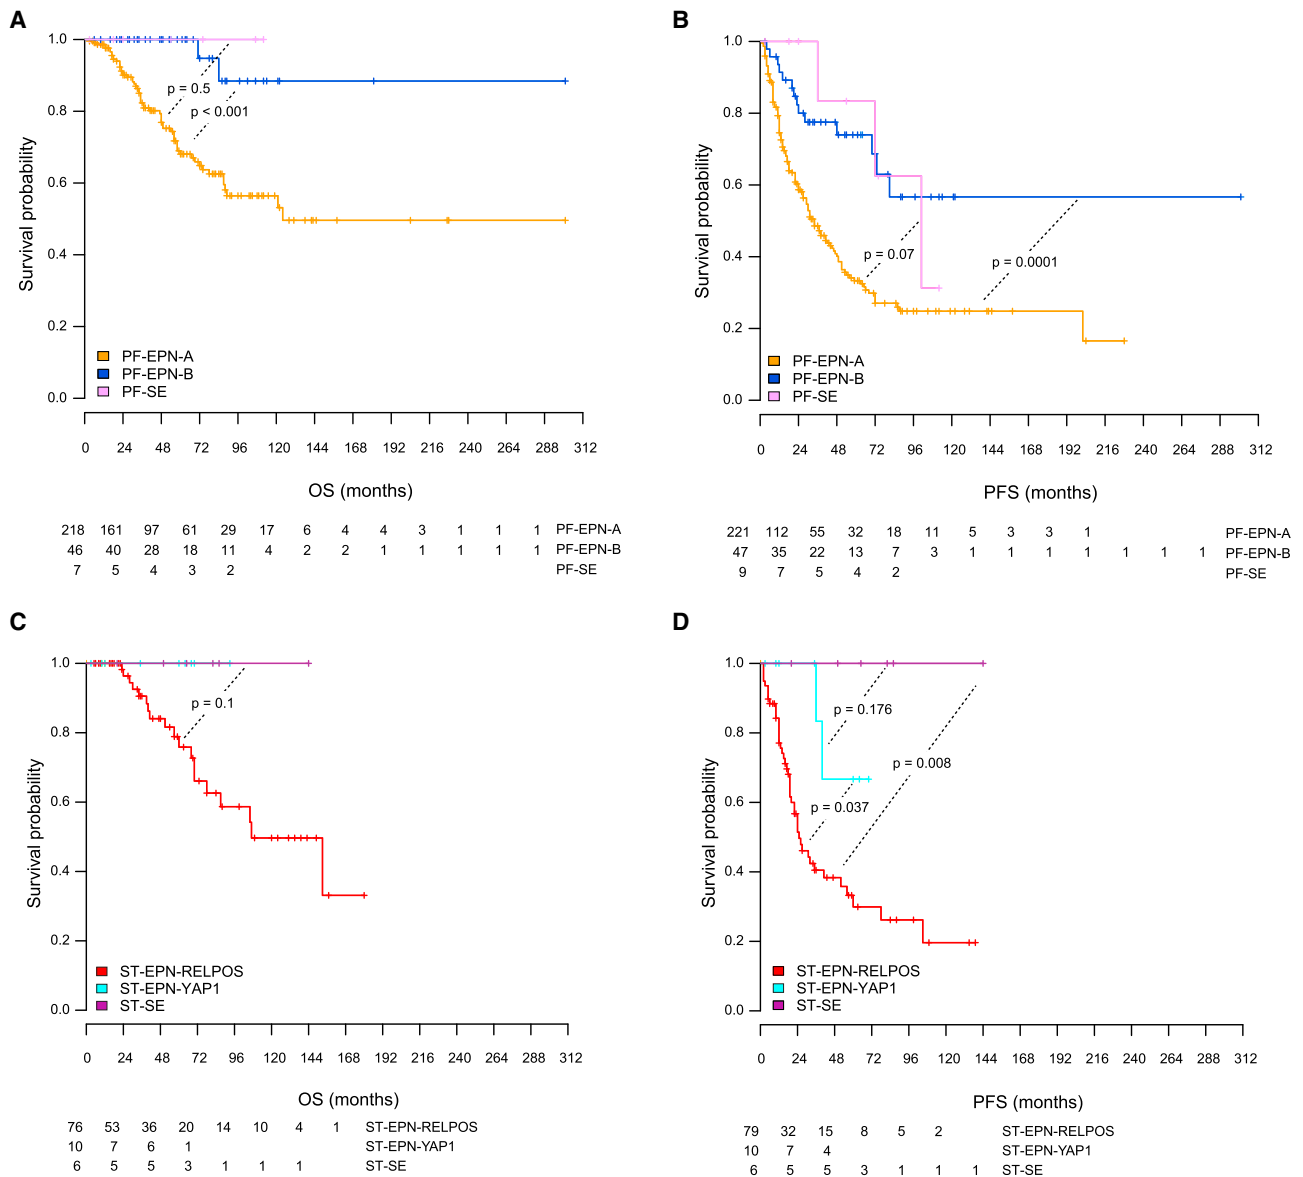 A
1.0
0.8
0.6
0.4
0.2
0.0
Survival probability
p = 0.5
p < 0.001
PF-EPN-A
PF-EPN-B
PF-SE
0 24 48 72 96 120 144 168 192 216 240 264 288 312
OS (months)
218 161 97 61 29 17 6 4 4 3 1 1 1 PF-EPN-A
46 40 28 18 11 4 2 2 1 1 1 1 1 PF-EPN-B
7 5 4 3 2 PF-SE
B
1.0
0.8
0.6
0.4
0.2
0.0
Survival probability
p = 0.07
p = 0.0001
PF-EPN-A
PF-EPN-B
PF-SE
0 24 48 72 96 120 144 168 192 216 240 264 288 312
PFS (months)
221 112 55 32 18 11 5 3 3 1 PF-EPN-A
47 35 22 13 7 3 1 1 1 1 1 1 1 PF-EPN-B
9 7 5 4 2 PF-SE
C
1.0
0.8
0.6
0.4
0.2
0.0
Survival probability
p = 0.1
ST-EPN-RELPOS
ST-EPN-YAP1
ST-SE
0 24 48 72 96 120 144 168 192 216 240 264 288 312
OS (months)
76 53 36 20 14 10 4 1 ST-EPN-RELPOS
10 7 6 1 ST-EPN-YAP1
6 5 5 3 1 1 1 ST-SE
D
1.0
0.8
0.6
0.4
0.2
0.0
Survival probability
p = 0.176
p = 0.008
p = 0.037
ST-EPN-RELPOS
ST-EPN-YAP1
ST-SE
0 24 48 72 96 120 144 168 192 216 240 264 288 312
PFS (months)
79 32 15 8 5 2 ST-EPN-RELPOS
10 7 4 ST-EPN-YAP1
6 5 5 3 1 1 1 ST-SE